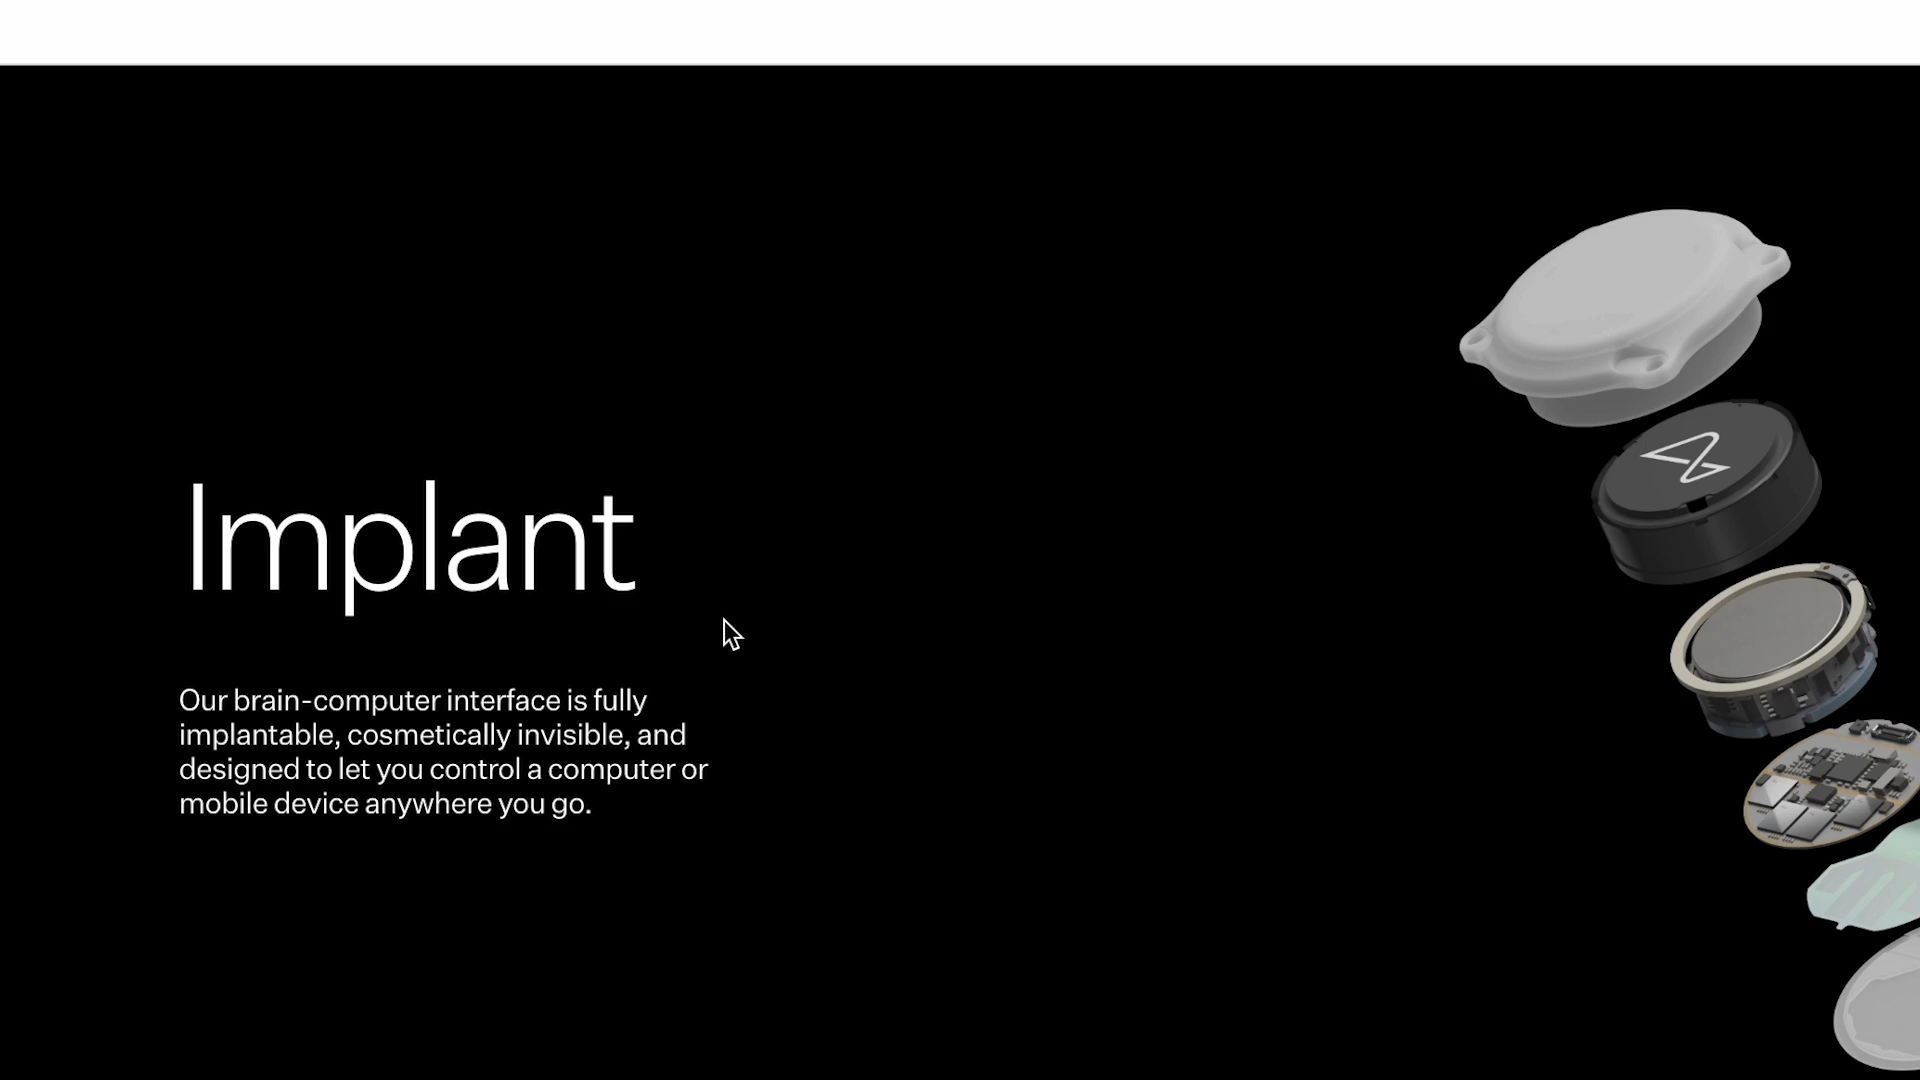 Implant
Our brain-computer interface is fully
implantable, cosmetically invisible, and
designed to let you control a computer or
mobile device anywhere you go.